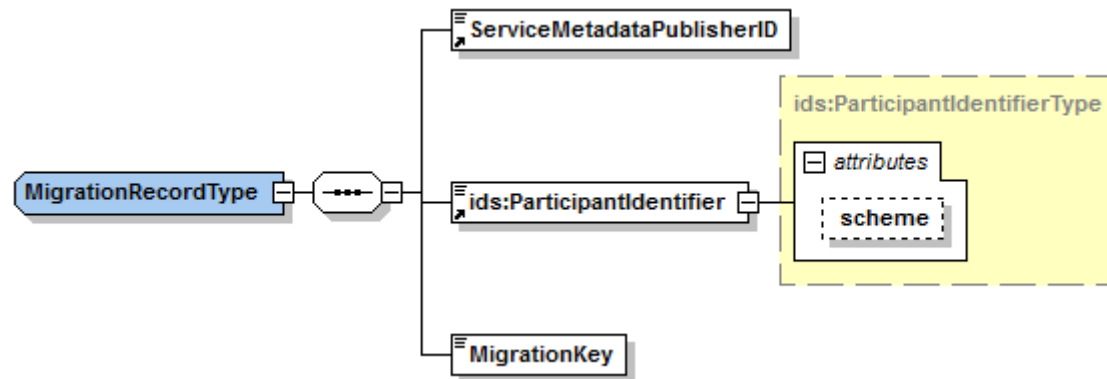 ServiceMetadataPublisherID
ids:ParticipantIdentifierType
attributes
MigrationRecordType
ids:ParticipantIdentifier
scheme
MigrationKey